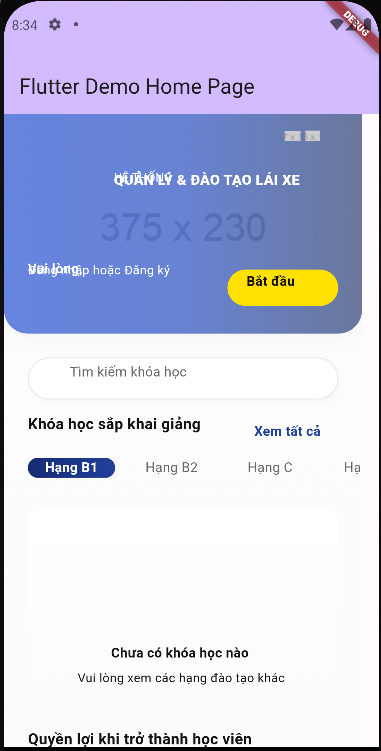 8:34
DEBUG
Flutter Demo Home Page
HỆ THỐNG
QUẢN LÝ & ĐÀO TẠO LÁI XE
375 x 230
Vui lòng
Đăng nhập hoặc Đăng ký
Bắt đầu
Tìm kiếm khóa học
Khóa học sắp khai giảng
Xem tất cả
Hạng B1 Hạng B2 Hạng C Hạ
Chưa có khóa học nào
Vui lòng xem các hạng đào tạo khác
Quyền lợi khi trở thành học viên